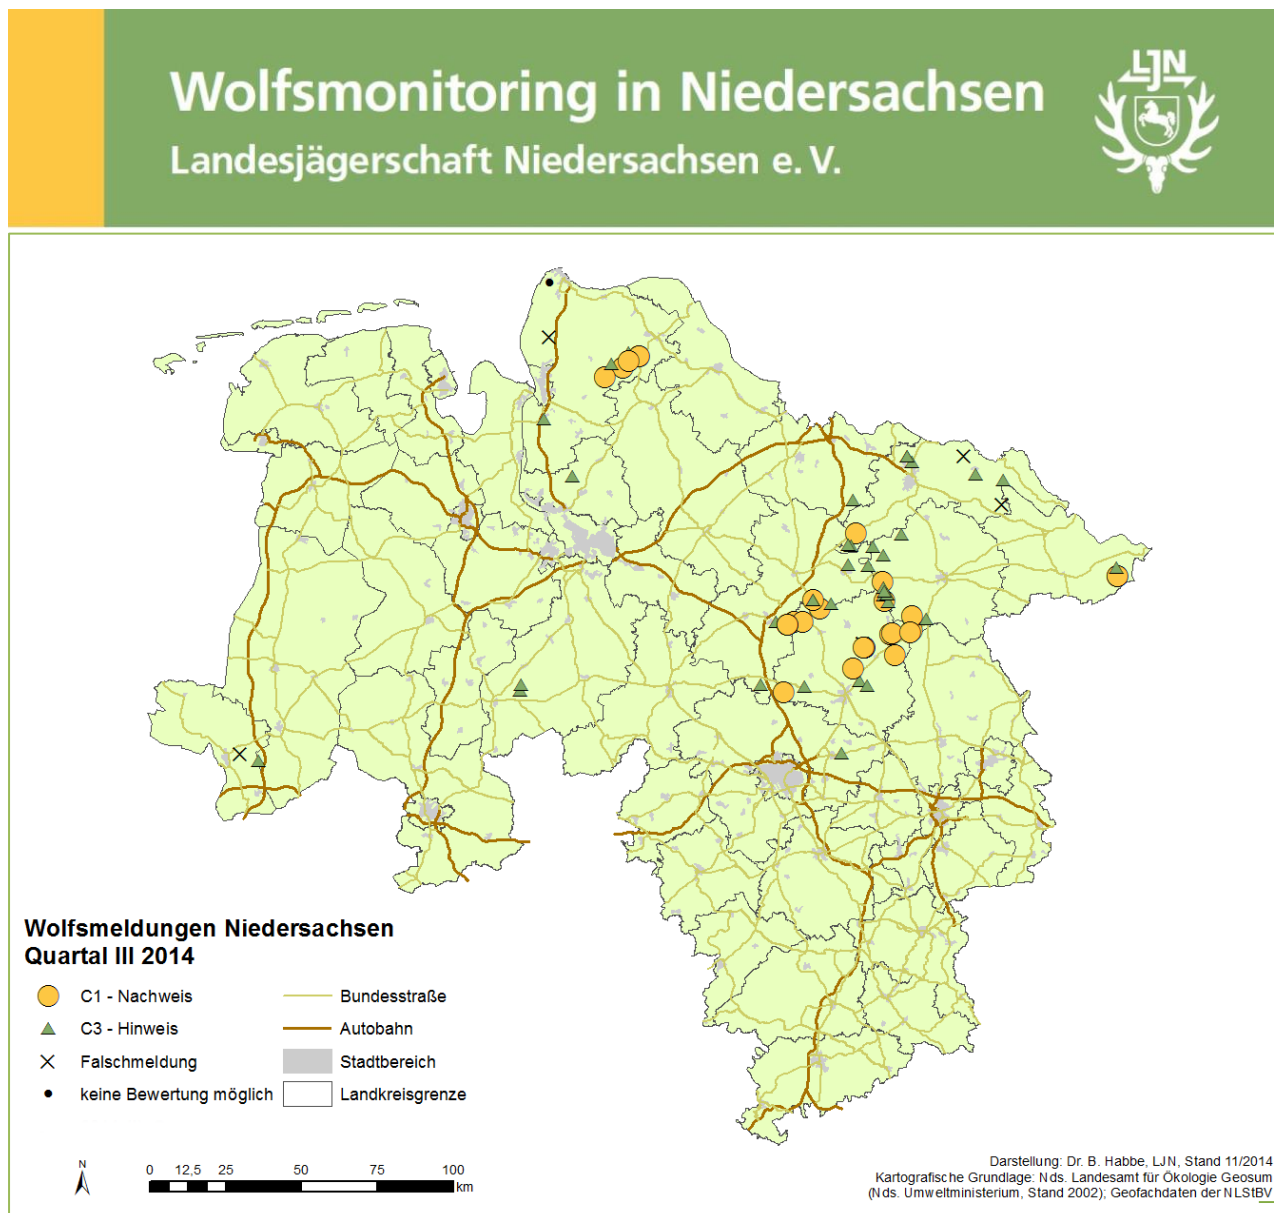 Wolfsmonitoring in Niedersachsen
Landesjägerschaft Niedersachsen e. V.
LJN
Wolfsmeldungen Niedersachsen
Quartal III 2014
C1 - Nachweis
C3 - Hinweis
Falschmeldung
keine Bewertung möglich
Bundesstraße
Autobahn
Stadtbereich
Landkreisgrenze
N
0 12,5 25 50 75 100
km
Darstellung: Dr. B. Habbe, LJN, Stand 11/2014
Kartografische Grundlage: Nds. Landesamt für Ökologie Geosum
(Nds. Umweltministerium, Stand 2002); Geofachdaten der NLStBV